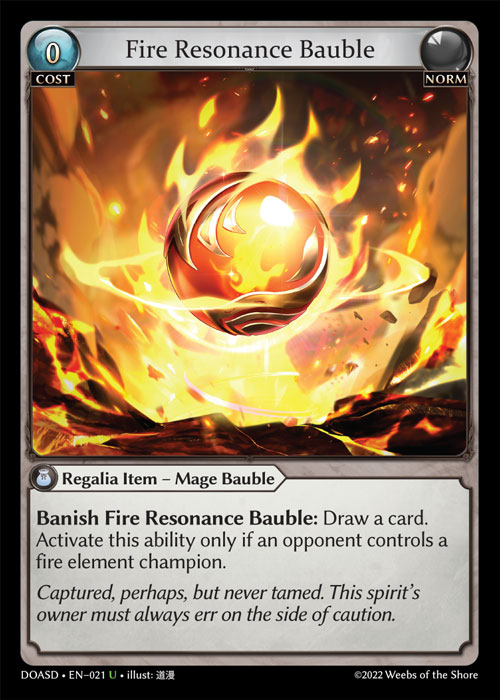 0
Fire Resonance Bauble
COST
NORM
Regalia Item – Mage Bauble
Banish Fire Resonance Bauble: Draw a card.
Activate this ability only if an opponent controls a
fire element champion.
Captured, perhaps, but never tamed. This spirit's
owner must always err on the side of caution.
DOASD • EN–021 U • illust: 道漫
©2022 Weebs of the Shore